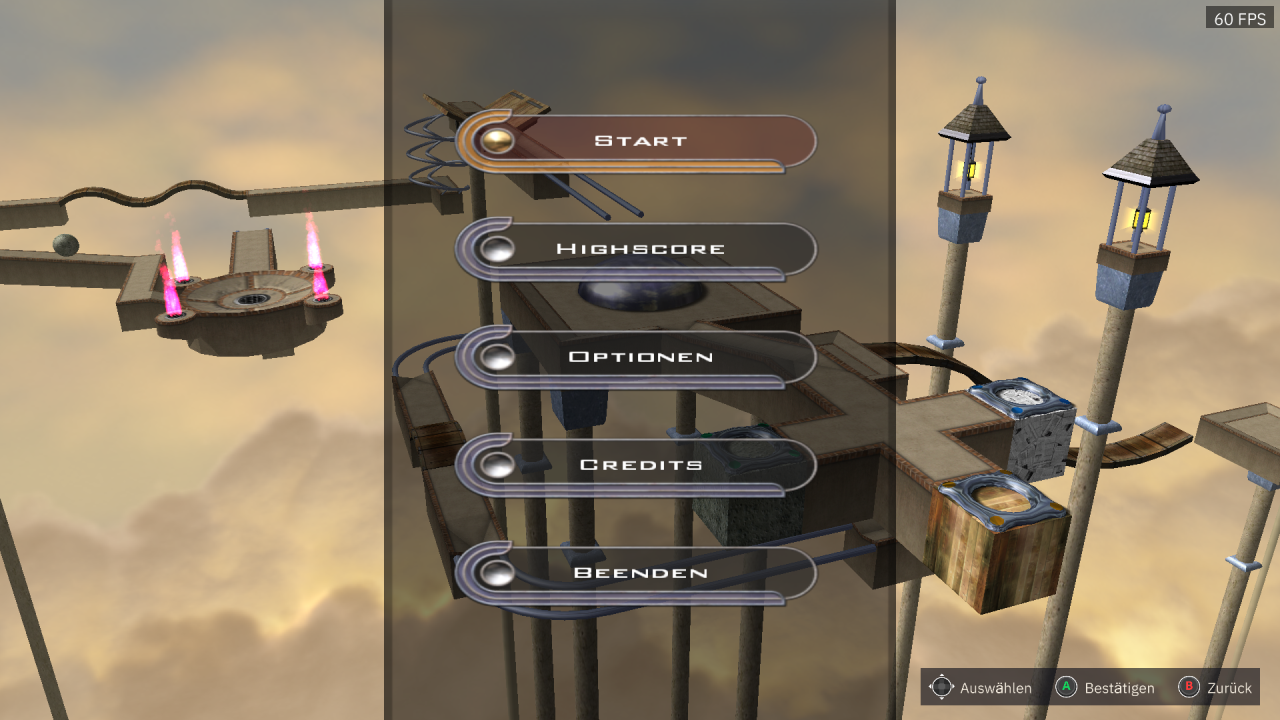 60 FPS
Start
Highscore
Optionen
Credits
Beenden
Auswählen A Bestätigen B Zurück